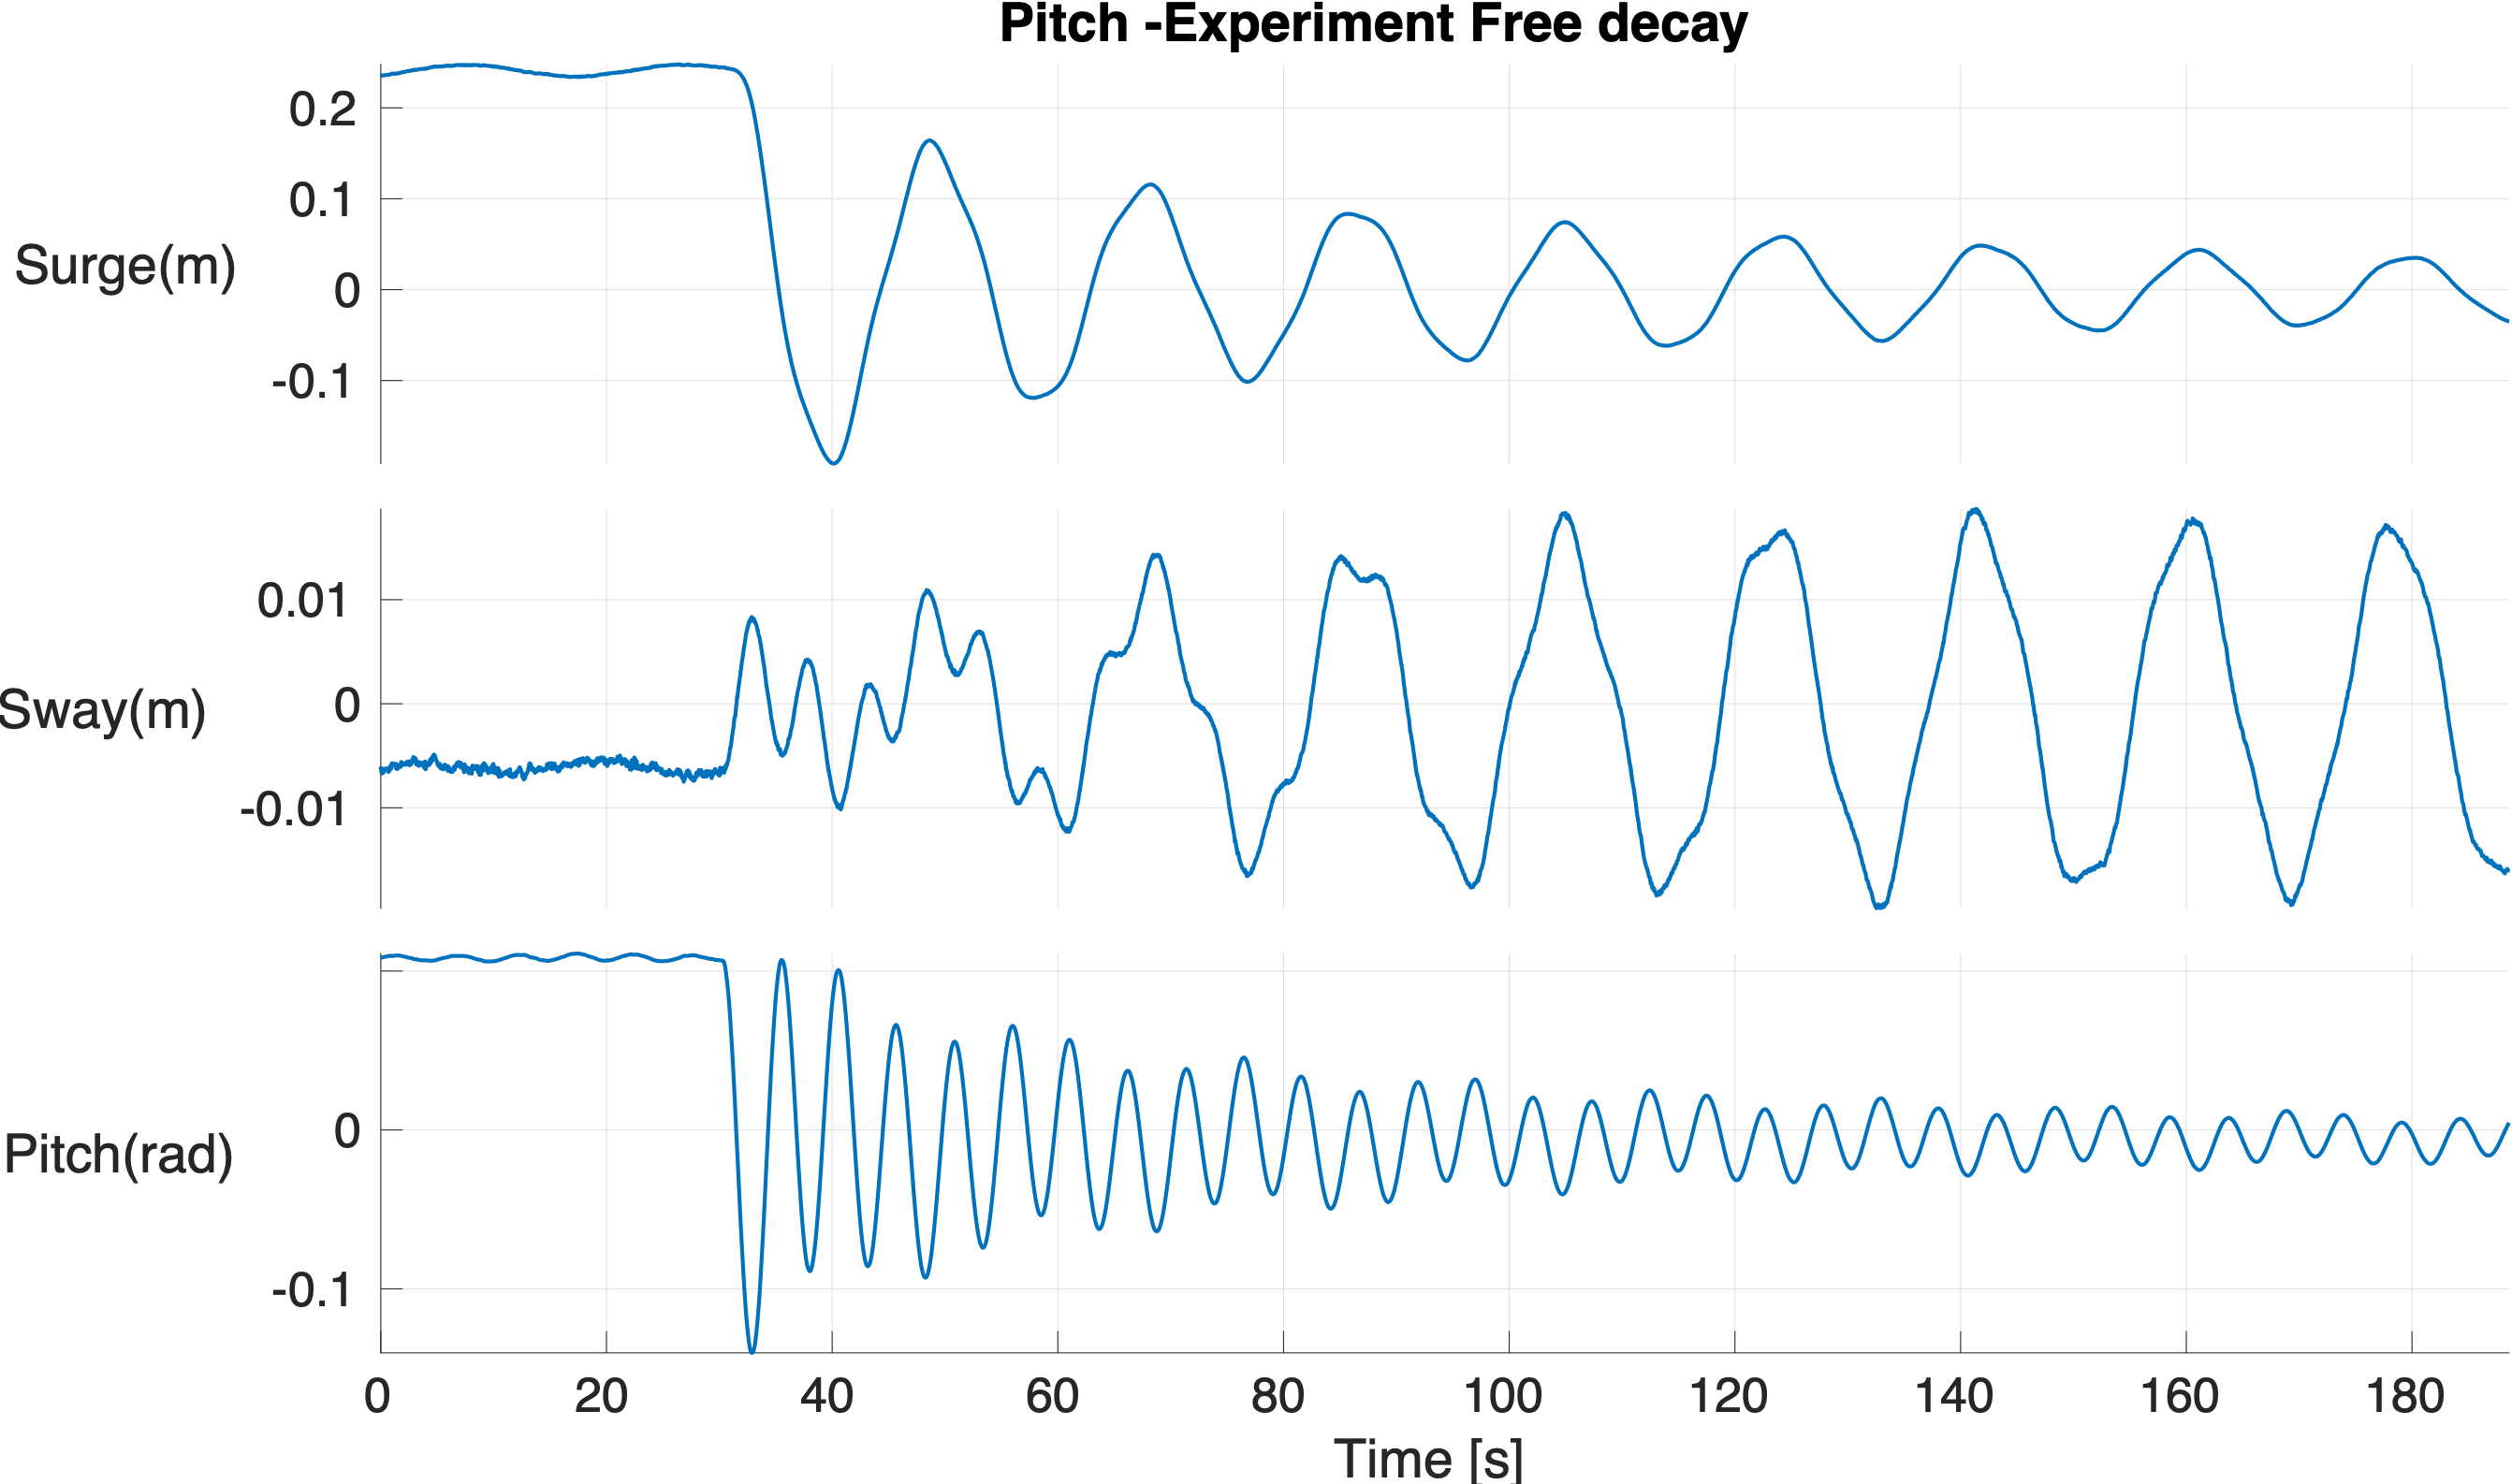 Pitch -Experiment Free decay
0.2
0.1
Surge(m)
0
-0.1
0.01
Sway(m)
0
-0.01
0
Pitch(rad)
-0.1
0 20 40 60 80 100 120 140 160 180
Time [s]